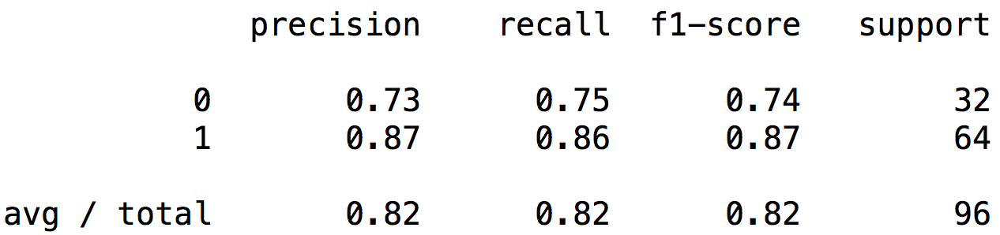 precision recall f1-score support
0 0.73 0.75 0.74 32
1 0.87 0.86 0.87 64
avg / total 0.82 0.82 0.82 96